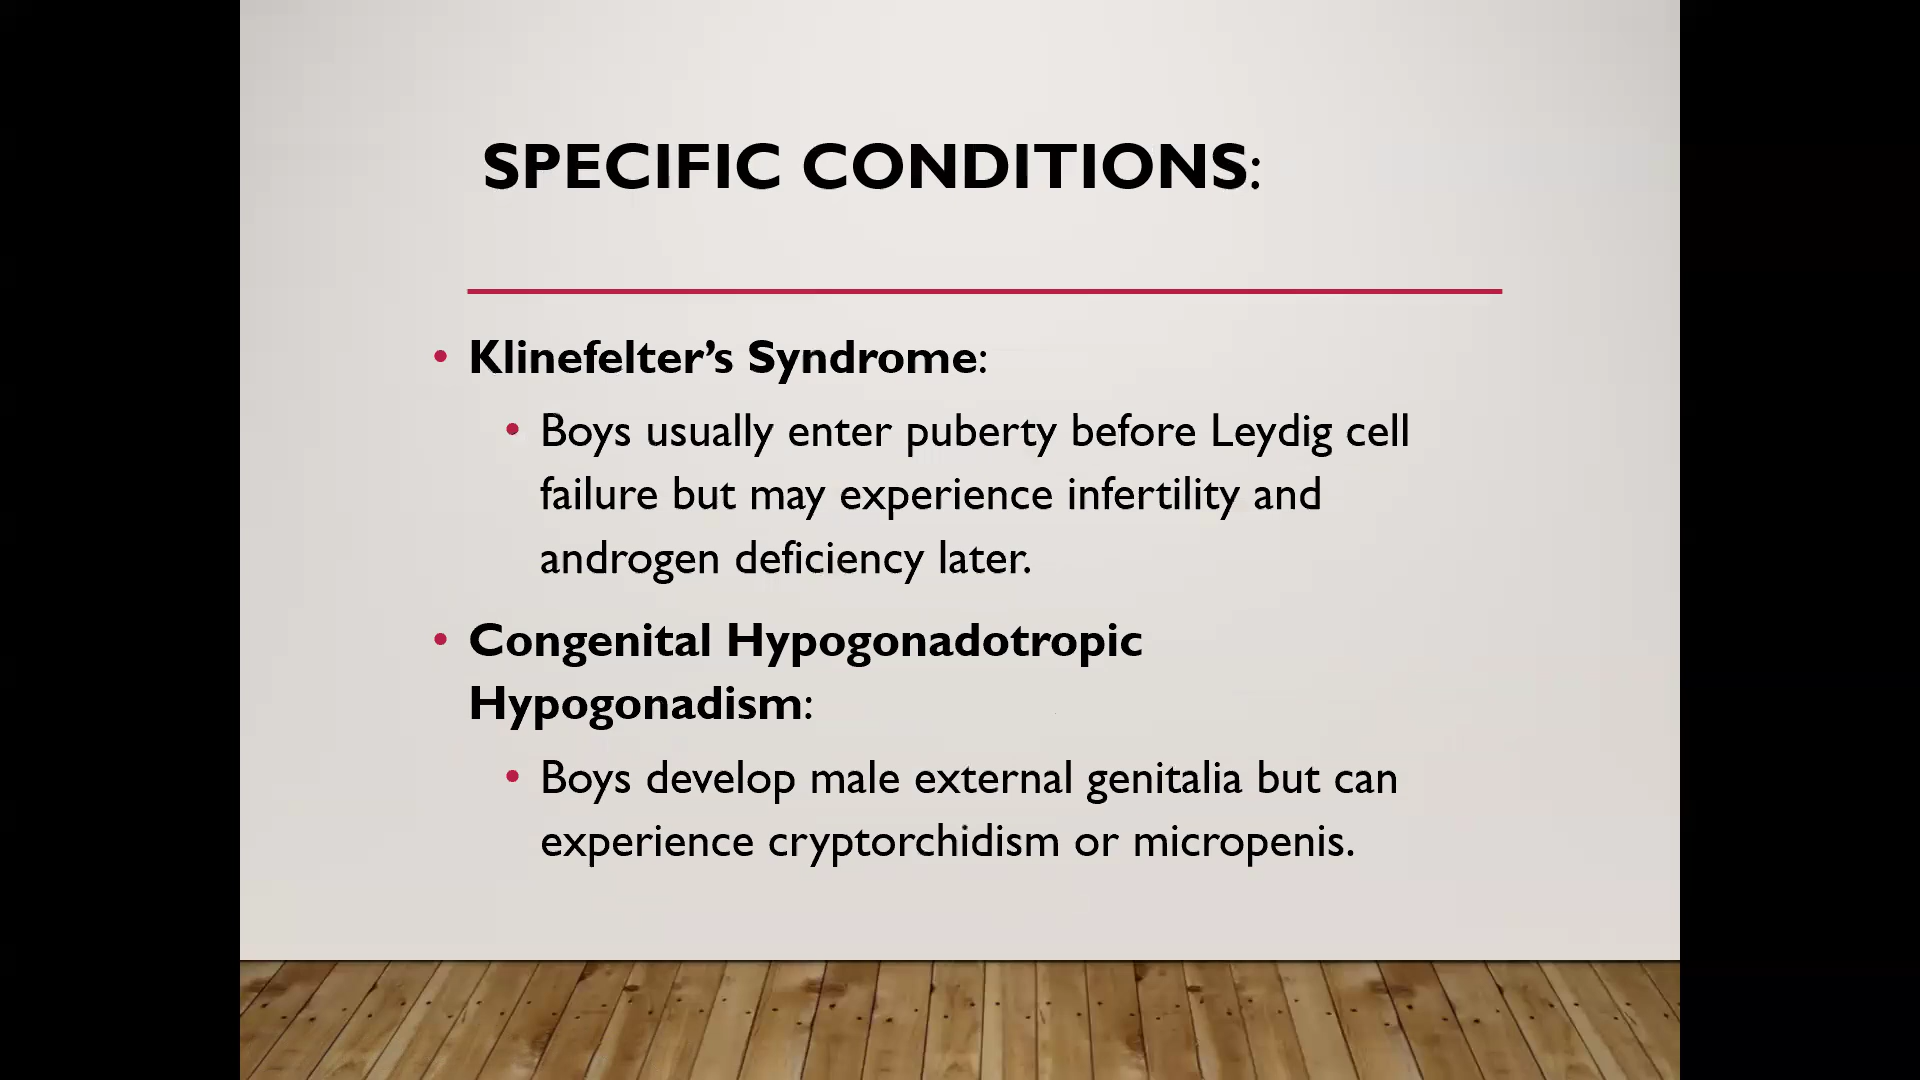 SPECIFIC CONDITIONS:
• Klinefelter’s Syndrome:
• Boys usually enter puberty before Leydig cell
failure but may experience infertility and
androgen deficiency later.
• Congenital Hypogonadotropic
Hypogonadism:
• Boys develop male external genitalia but can
experience cryptorchidism or micropenis.